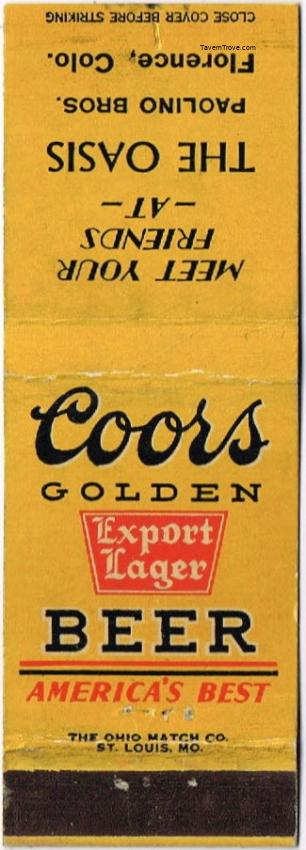 MEET YOUR
FRIENDS
—AT—
THE OASIS
PAOLINO BROS.
Florence, Colo.
CLOSE COVER BEFORE STRIKING
TavernTrove.com
Coors
GOLDEN
Export
Lager
BEER
AMERICA'S BEST
THE OHIO MATCH CO.
ST. LOUIS, MO.